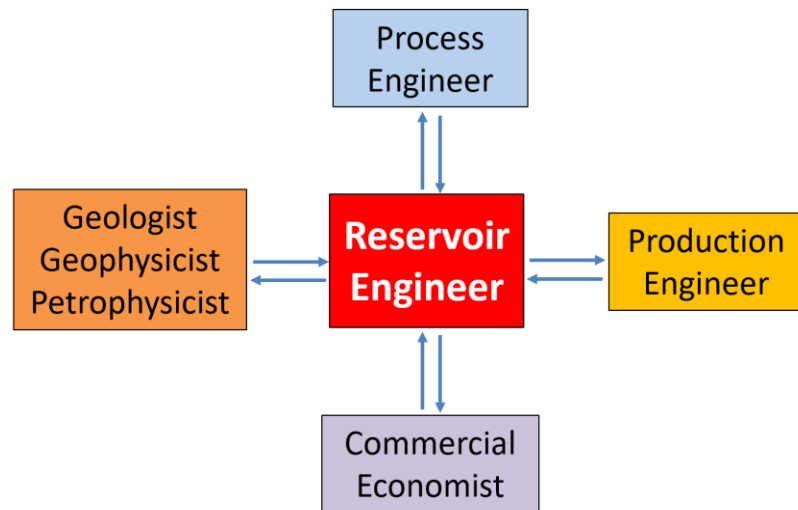 Process
Engineer
Geologist
Geophysicist
Petrophysicist
Reservoir
Engineer
Production
Engineer
Commercial
Economist